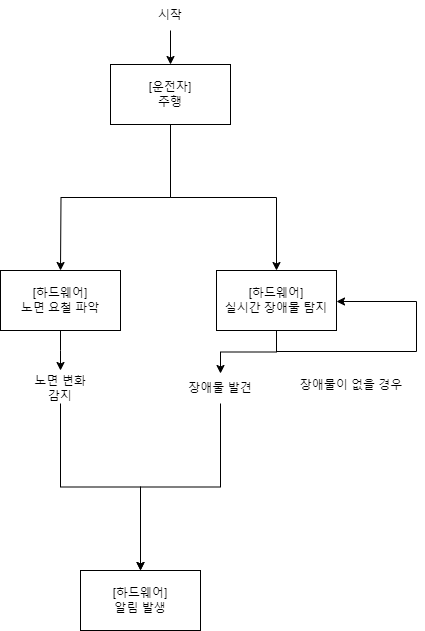 시작
[운전자]
주행
[하드웨어]
노면 요철 파악
[하드웨어]
실시간 장애물 탐지
노면 변화
감지
장애물 발견
장애물이 없을 경우
[하드웨어]
알림 발생